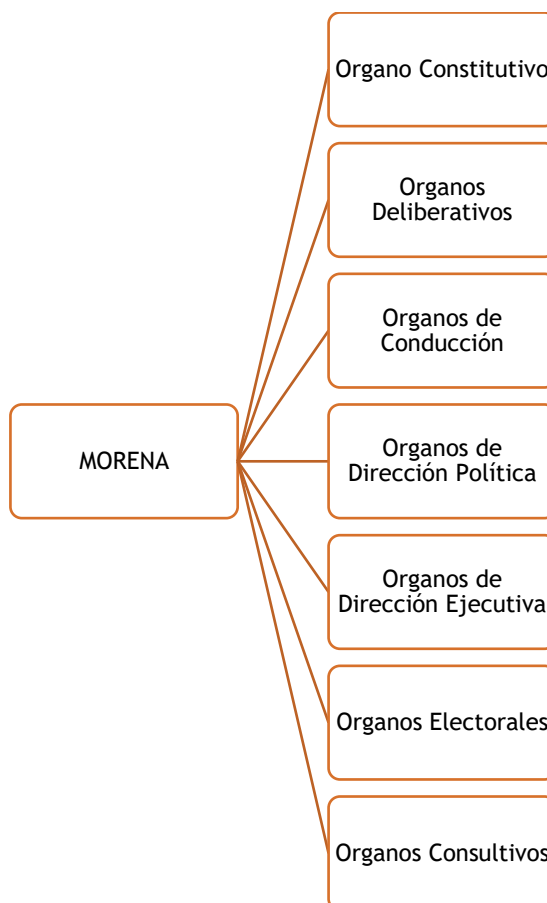 Organo Constitutivo
Organos
Deliberativos
Organos de
Conducción
MORENA
Organos de
Dirección Política
Organos de
Dirección Ejecutiva
Organos Electorales
Organos Consultivos